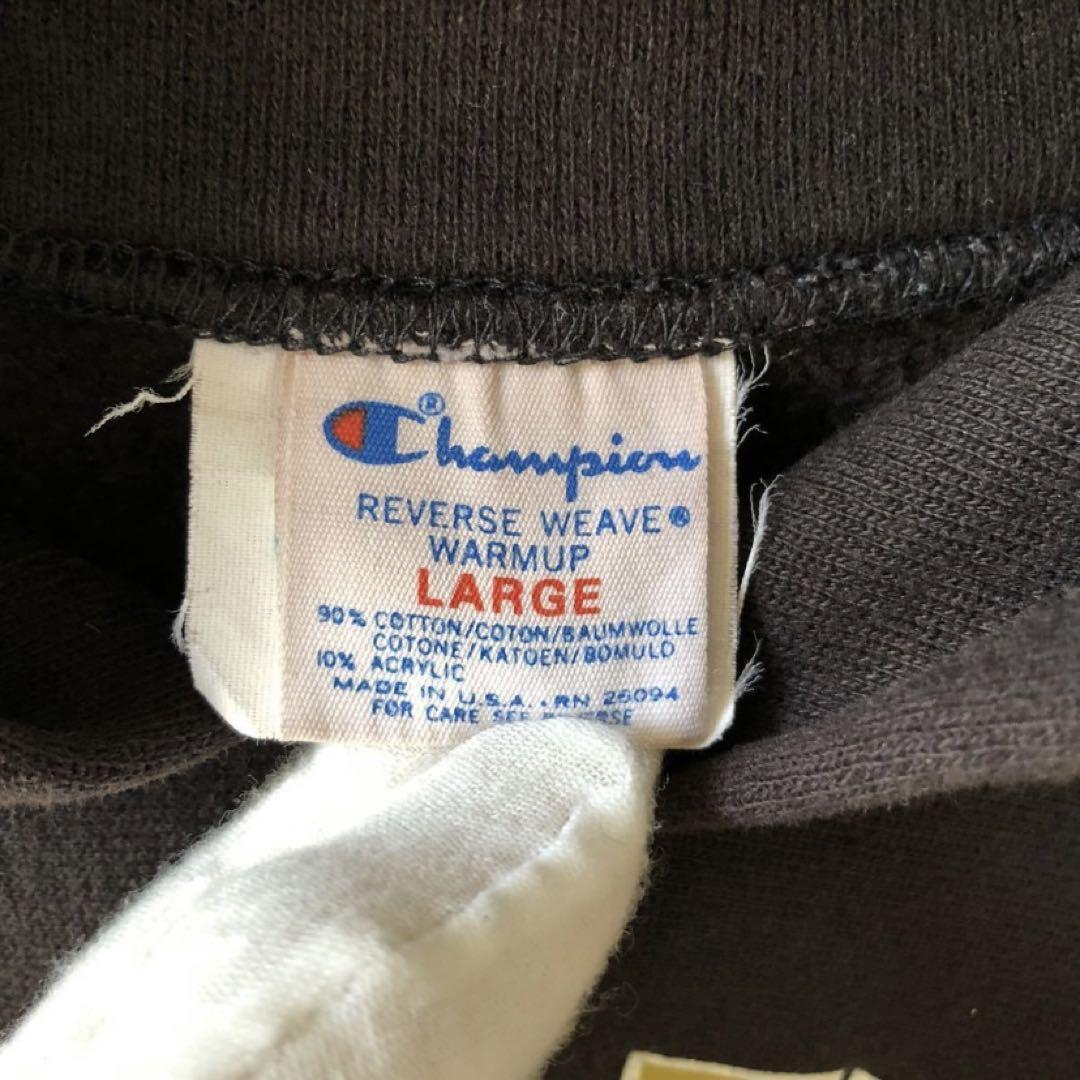 Champion®
REVERSE WEAVE®
WARMUP
LARGE
90% COTTON/COTON/BAUMWOLLE
COTONE/KATOEN/BOMULD
10% ACRYLIC
MADE IN U.S.A. . RN 26094
FOR CARE SEE REVERSE